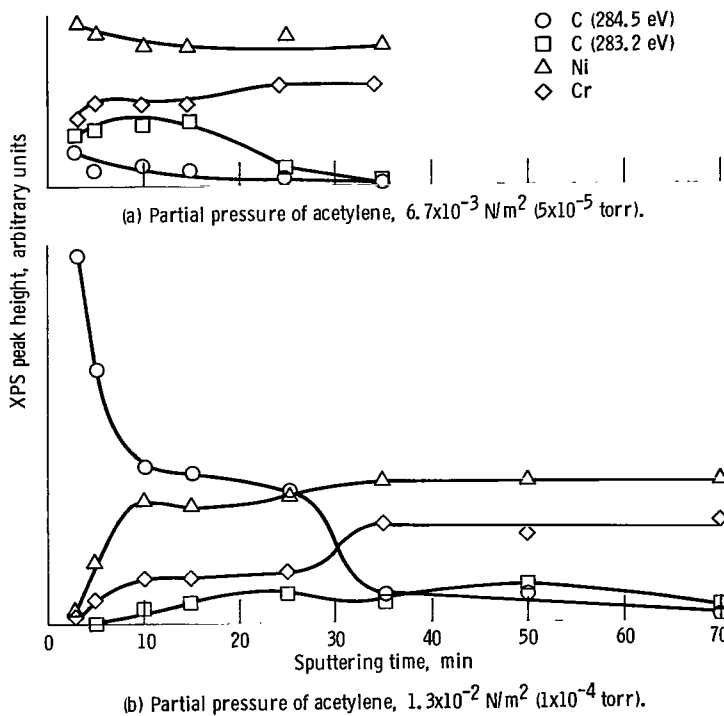 C (284.5 eV)
C (283.2 eV)
Ni
Cr
(a) Partial pressure of acetylene, 6.7x10⁻³ N/m² (5x10⁻⁵ torr).
XPS peak height, arbitrary units
0 10 20 30 40 50 60 70
Sputtering time, min
(b) Partial pressure of acetylene, 1.3x10⁻² N/m² (1x10⁻⁴ torr).